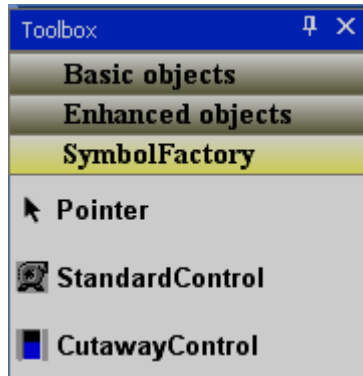 Toolbox
Basic objects
Enhanced objects
SymbolFactory
Pointer
StandardControl
CutawayControl